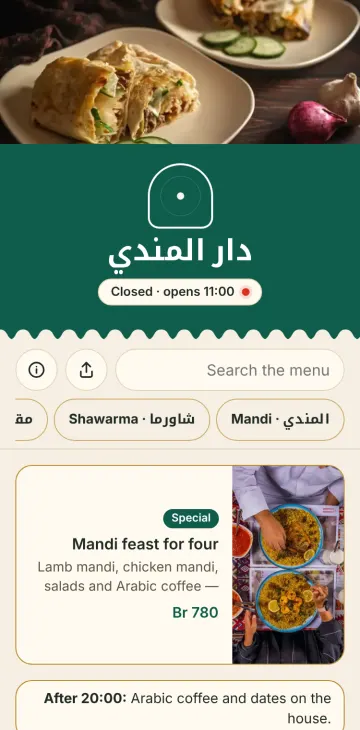 دار المندي
Closed · opens 11:00
Search the menu
المندي · Mandi
شاورما · Shawarma
مق
Special
Mandi feast for four
Lamb mandi, chicken mandi,
salads and Arabic coffee —
Br 780
After 20:00: Arabic coffee and dates on the
house.